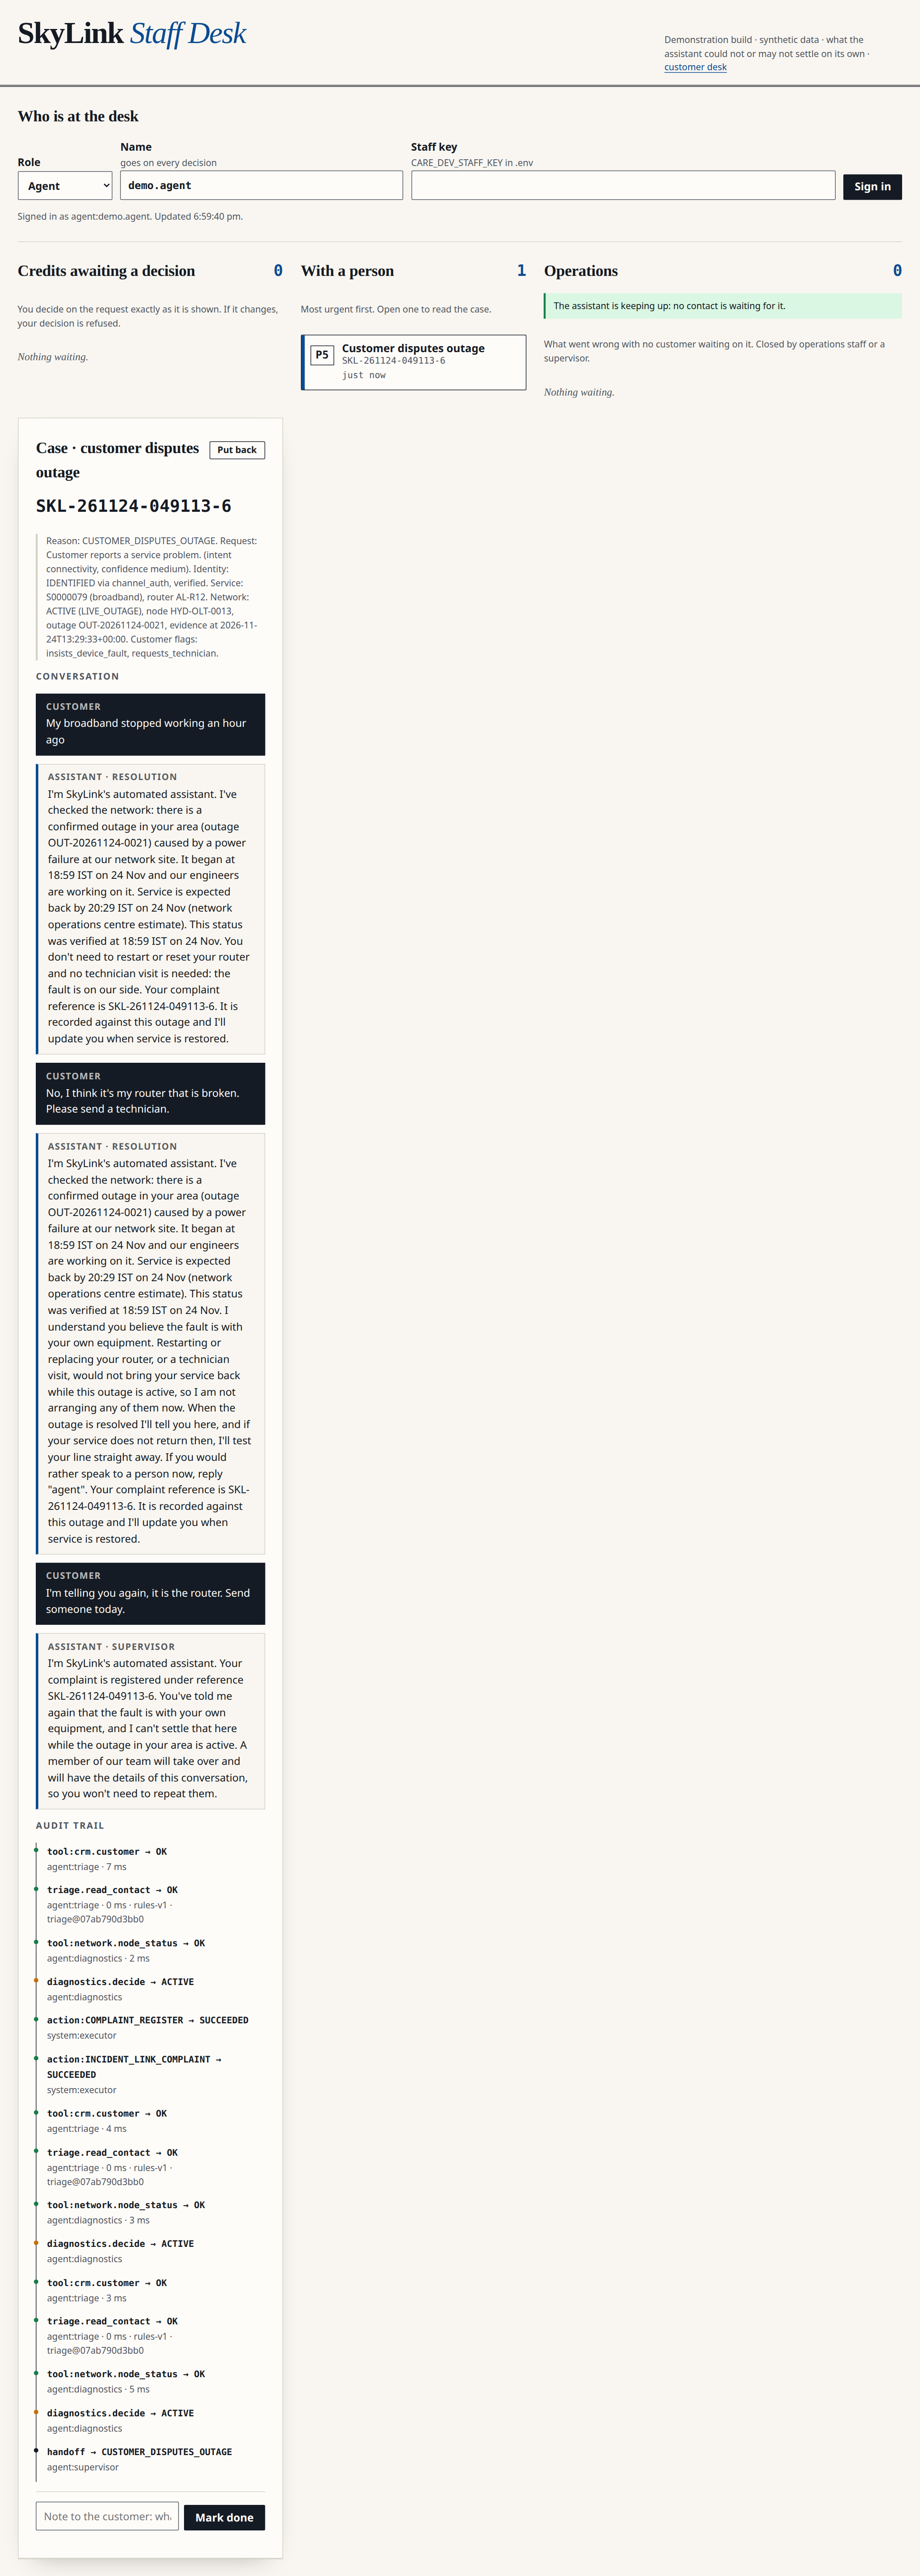 SkyLink Staff Desk
Demonstration build · synthetic data · what the
assistant could not or may not settle on its own ·
customer desk
Who is at the desk
Role
Agent
Name
goes on every decision
demo.agent
Staff key
CARE_DEV_STAFF_KEY in .env
Sign in
Signed in as agent:demo.agent. Updated 6:59:40 pm.
Credits awaiting a decision 0
You decide on the request exactly as it is shown. If it changes,
your decision is refused.
Nothing waiting.
With a person 1
Most urgent first. Open one to read the case.
P5
Customer disputes outage
SKL-261124-049113-6
just now
Operations 0
The assistant is keeping up: no contact is waiting for it.
What went wrong with no customer waiting on it. Closed by operations staff or a
supervisor.
Nothing waiting.
Case · customer disputes
outage
Put back
SKL-261124-049113-6
Reason: CUSTOMER_DISPUTES_OUTAGE. Request:
Customer reports a service problem. (intent
connectivity, confidence medium). Identity:
IDENTIFIED via channel_auth, verified. Service:
S0000079 (broadband), router AL-R12. Network:
ACTIVE (LIVE_OUTAGE), node HYD-OLT-0013,
outage OUT-20261124-0021, evidence at 2026-11-
24T13:29:33+00:00. Customer flags:
insists_device_fault, requests_technician.
CONVERSATION
CUSTOMER
My broadband stopped working an hour
ago
ASSISTANT · RESOLUTION
I'm SkyLink's automated assistant. I've
checked the network: there is a
confirmed outage in your area (outage
OUT-20261124-0021) caused by a power
failure at our network site. It began at
18:59 IST on 24 Nov and our engineers
are working on it. Service is expected
back by 20:29 IST on 24 Nov (network
operations centre estimate). This status
was verified at 18:59 IST on 24 Nov. You
don't need to restart or reset your router
and no technician visit is needed: the
fault is on our side. Your complaint
reference is SKL-261124-049113-6. It is
recorded against this outage and I'll
update you when service is restored.
CUSTOMER
No, I think it's my router that is broken.
Please send a technician.
ASSISTANT · RESOLUTION
I'm SkyLink's automated assistant. I've
checked the network: there is a
confirmed outage in your area (outage
OUT-20261124-0021) caused by a power
failure at our network site. It began at
18:59 IST on 24 Nov and our engineers
are working on it. Service is expected
back by 20:29 IST on 24 Nov (network
operations centre estimate). This status
was verified at 18:59 IST on 24 Nov. I
understand you believe the fault is with
your own equipment. Restarting or
replacing your router, or a technician
visit, would not bring your service back
while this outage is active, so I am not
arranging any of them now. When the
outage is resolved I'll tell you here, and if
your service does not return then, I'll test
your line straight away. If you would
rather speak to a person now, reply
"agent". Your complaint reference is SKL-
261124-049113-6. It is recorded against
this outage and I'll update you when
service is restored.
CUSTOMER
I'm telling you again, it is the router. Send
someone today.
ASSISTANT · SUPERVISOR
I'm SkyLink's automated assistant. Your
complaint is registered under reference
SKL-261124-049113-6. You've told me
again that the fault is with your own
equipment, and I can't settle that here
while the outage in your area is active. A
member of our team will take over and
will have the details of this conversation,
so you won't need to repeat them.
AUDIT TRAIL
tool:crm.customer → OK
agent:triage · 7 ms
triage.read_contact → OK
agent:triage · 0 ms · rules-v1 ·
triage@07ab790d3bb0
tool:network.node_status → OK
agent:diagnostics · 2 ms
diagnostics.decide → ACTIVE
agent:diagnostics
action:COMPLAINT_REGISTER → SUCCEEDED
system:executor
action:INCIDENT_LINK_COMPLAINT →
SUCCEEDED
system:executor
tool:crm.customer → OK
agent:triage · 4 ms
triage.read_contact → OK
agent:triage · 0 ms · rules-v1 ·
triage@07ab790d3bb0
tool:network.node_status → OK
agent:diagnostics · 3 ms
diagnostics.decide → ACTIVE
agent:diagnostics
tool:crm.customer → OK
agent:triage · 3 ms
triage.read_contact → OK
agent:triage · 0 ms · rules-v1 ·
triage@07ab790d3bb0
tool:network.node_status → OK
agent:diagnostics · 5 ms
diagnostics.decide → ACTIVE
agent:diagnostics
handoff → CUSTOMER_DISPUTES_OUTAGE
agent:supervisor
Note to the customer:
Mark done